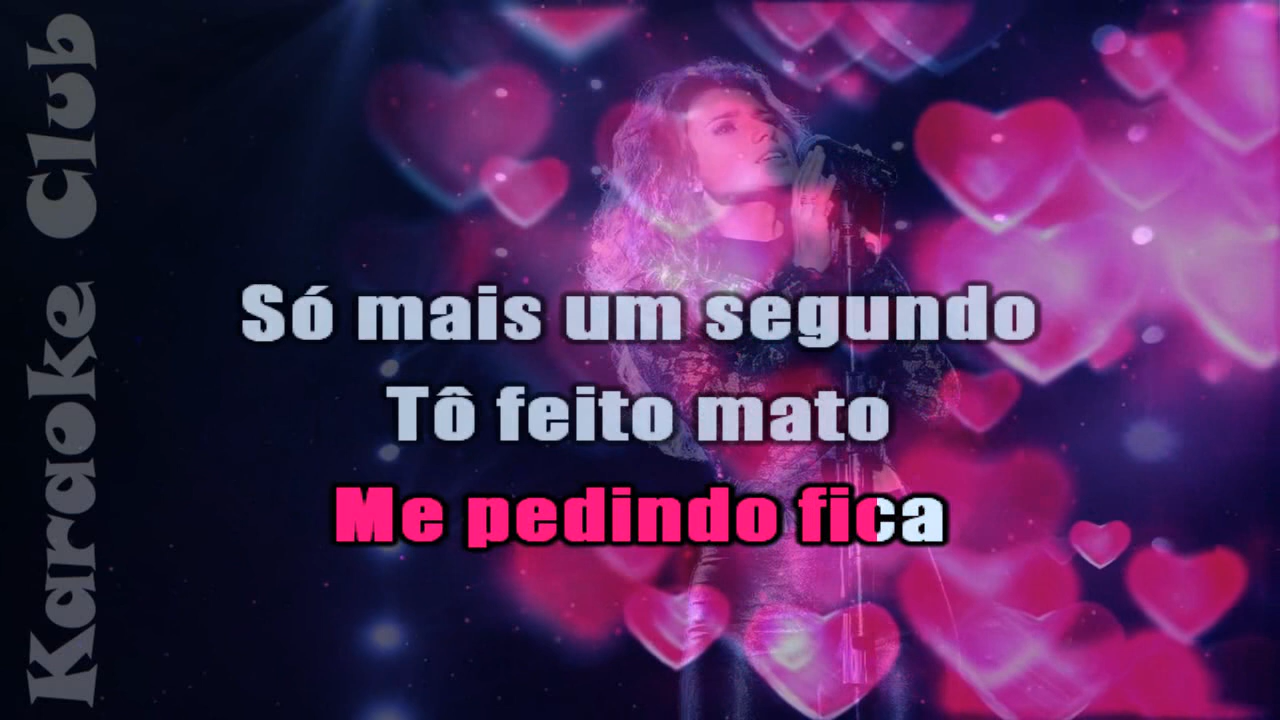 Karaoke Club
Só mais um segundo
Tô feito mato
Me pedindo fica